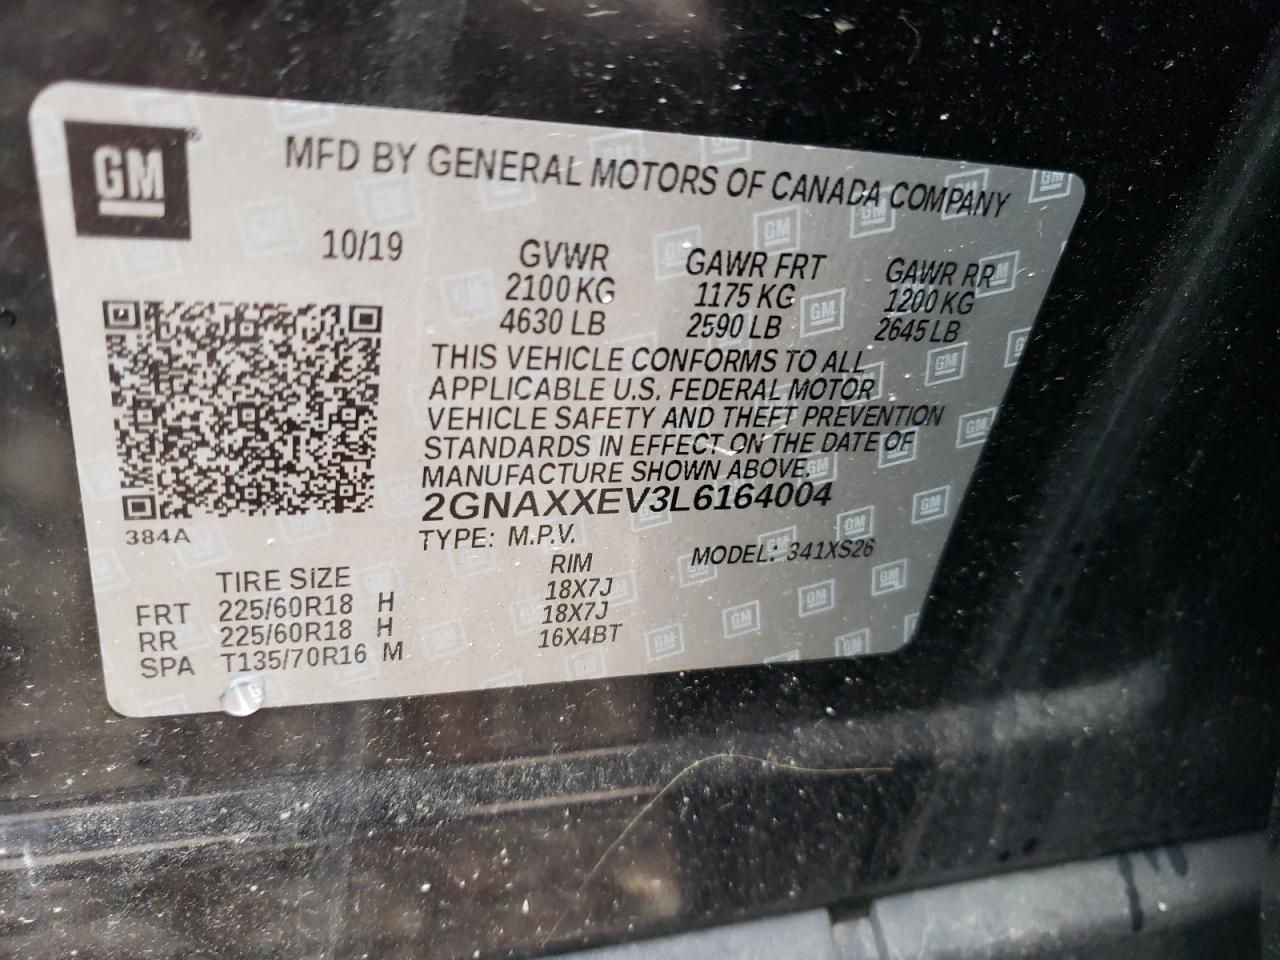 GM
MFD BY GENERAL MOTORS OF CANADA COMPANY
10/19
GVWR GAWR FRT GAWR RR
2100 KG 1175 KG 1200 KG
4630 LB 2590 LB 2645 LB
THIS VEHICLE CONFORMS TO ALL
APPLICABLE U.S. FEDERAL MOTOR
VEHICLE SAFETY AND THEFT PREVENTION
STANDARDS IN EFFECT ON THE DATE OF
MANUFACTURE SHOWN ABOVE.
2GNAXXEV3L6164004
384A
TYPE: M.P.V. MODEL: 341XS26
TIRE SIZE RIM
FRT 225/60R18 H 18X7J
RR 225/60R18 H 18X7J
SPA T135/70R16 M 16X4BT